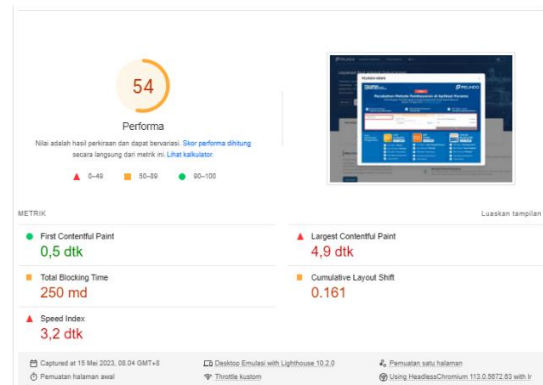 54
Performa
Nilai adalah hasil perkiraan dan dapat bervariasi. Skor performa dihitung
secara langsung dari metrik ini. Lihat kalkulator.
0–49
50–89
90–100
PELINDO
METRIK
Luaskan tampilan
First Contentful Paint
0,5 dtk
Largest Contentful Paint
4,9 dtk
Total Blocking Time
250 md
Cumulative Layout Shift
0.161
Speed Index
3,2 dtk
Captured at 15 Mei 2023, 08.04 GMT+8
Desktop Emulasi with Lighthouse 10.2.0
Pemuatan satu halaman
Pemuatan halaman awal
Throttle kustom
Using HeadlessChromium 113.0.5672.63 with lr